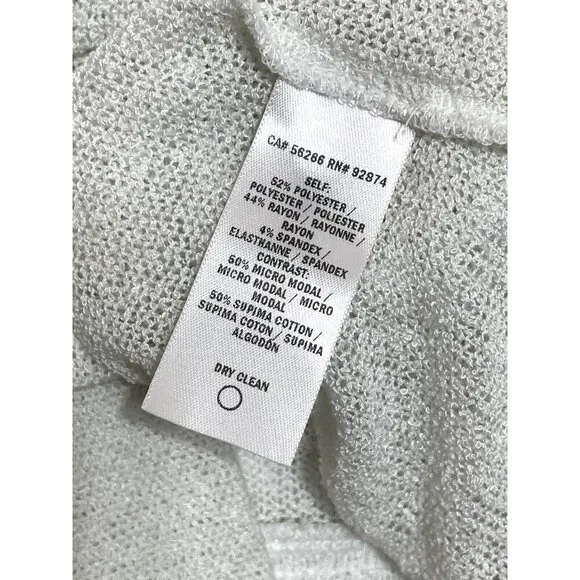 CA# 56266 RN# 92874
SELF:
52% POLYESTER /
POLYESTER / POLIESTER
44% RAYON / RAYONNE /
RAYON
4% SPANDEX /
ELASTHANNE / SPANDEX
CONTRAST:
50% MICRO MODAL /
MICRO MODAL / MICRO
MODAL
50% SUPIMA COTTON /
SUPIMA COTON / SUPIMA
ALGODÓN
DRY CLEAN